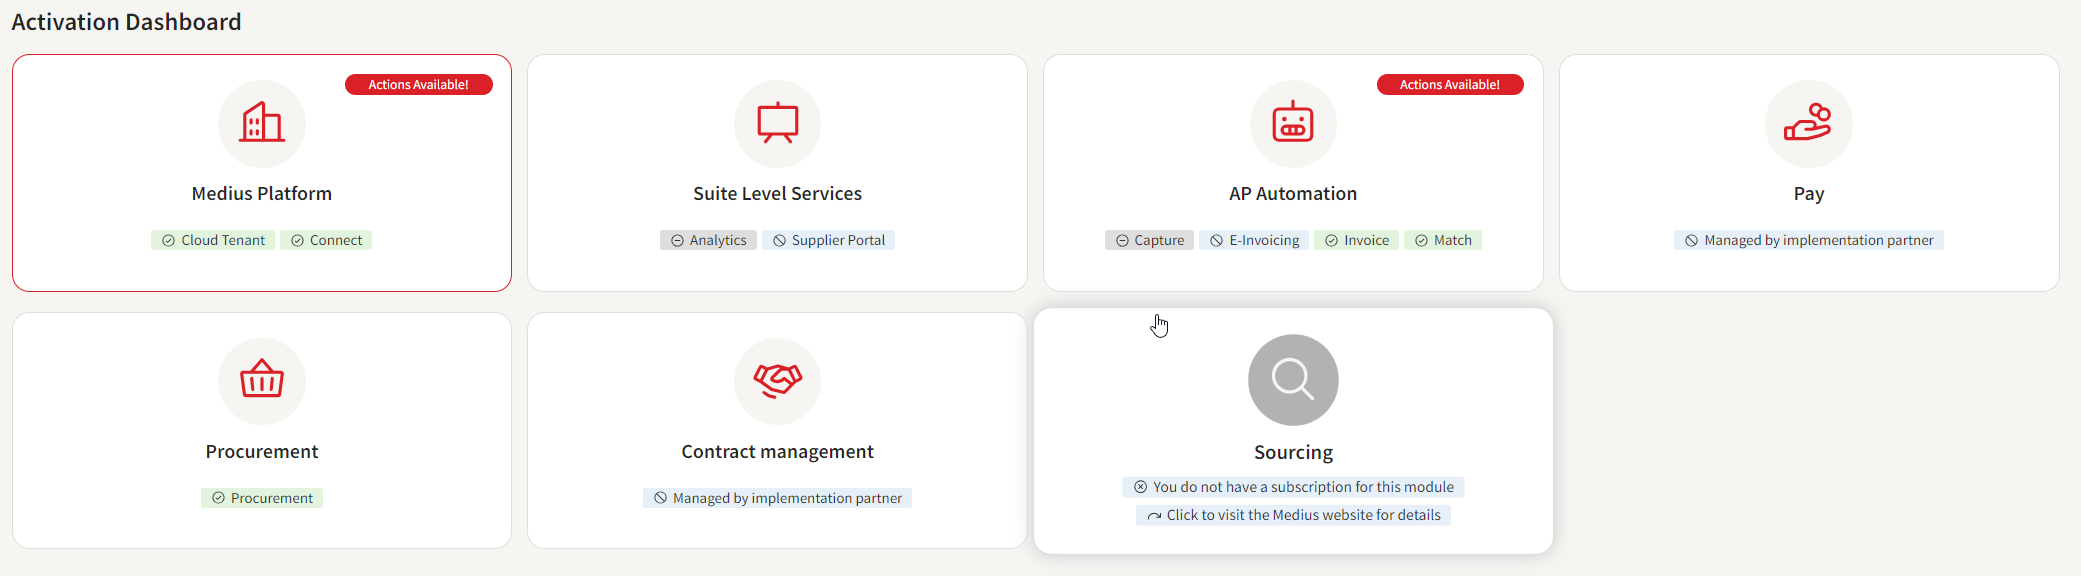 Activation Dashboard
Actions Available!
Medius Platform
Cloud Tenant Connect
Suite Level Services
Analytics Supplier Portal
Actions Available!
AP Automation
Capture E-Invoicing Invoice Match
Pay
Managed by implementation partner
Procurement
Procurement
Contract management
Managed by implementation partner
Sourcing
You do not have a subscription for this module
Click to visit the Medius website for details